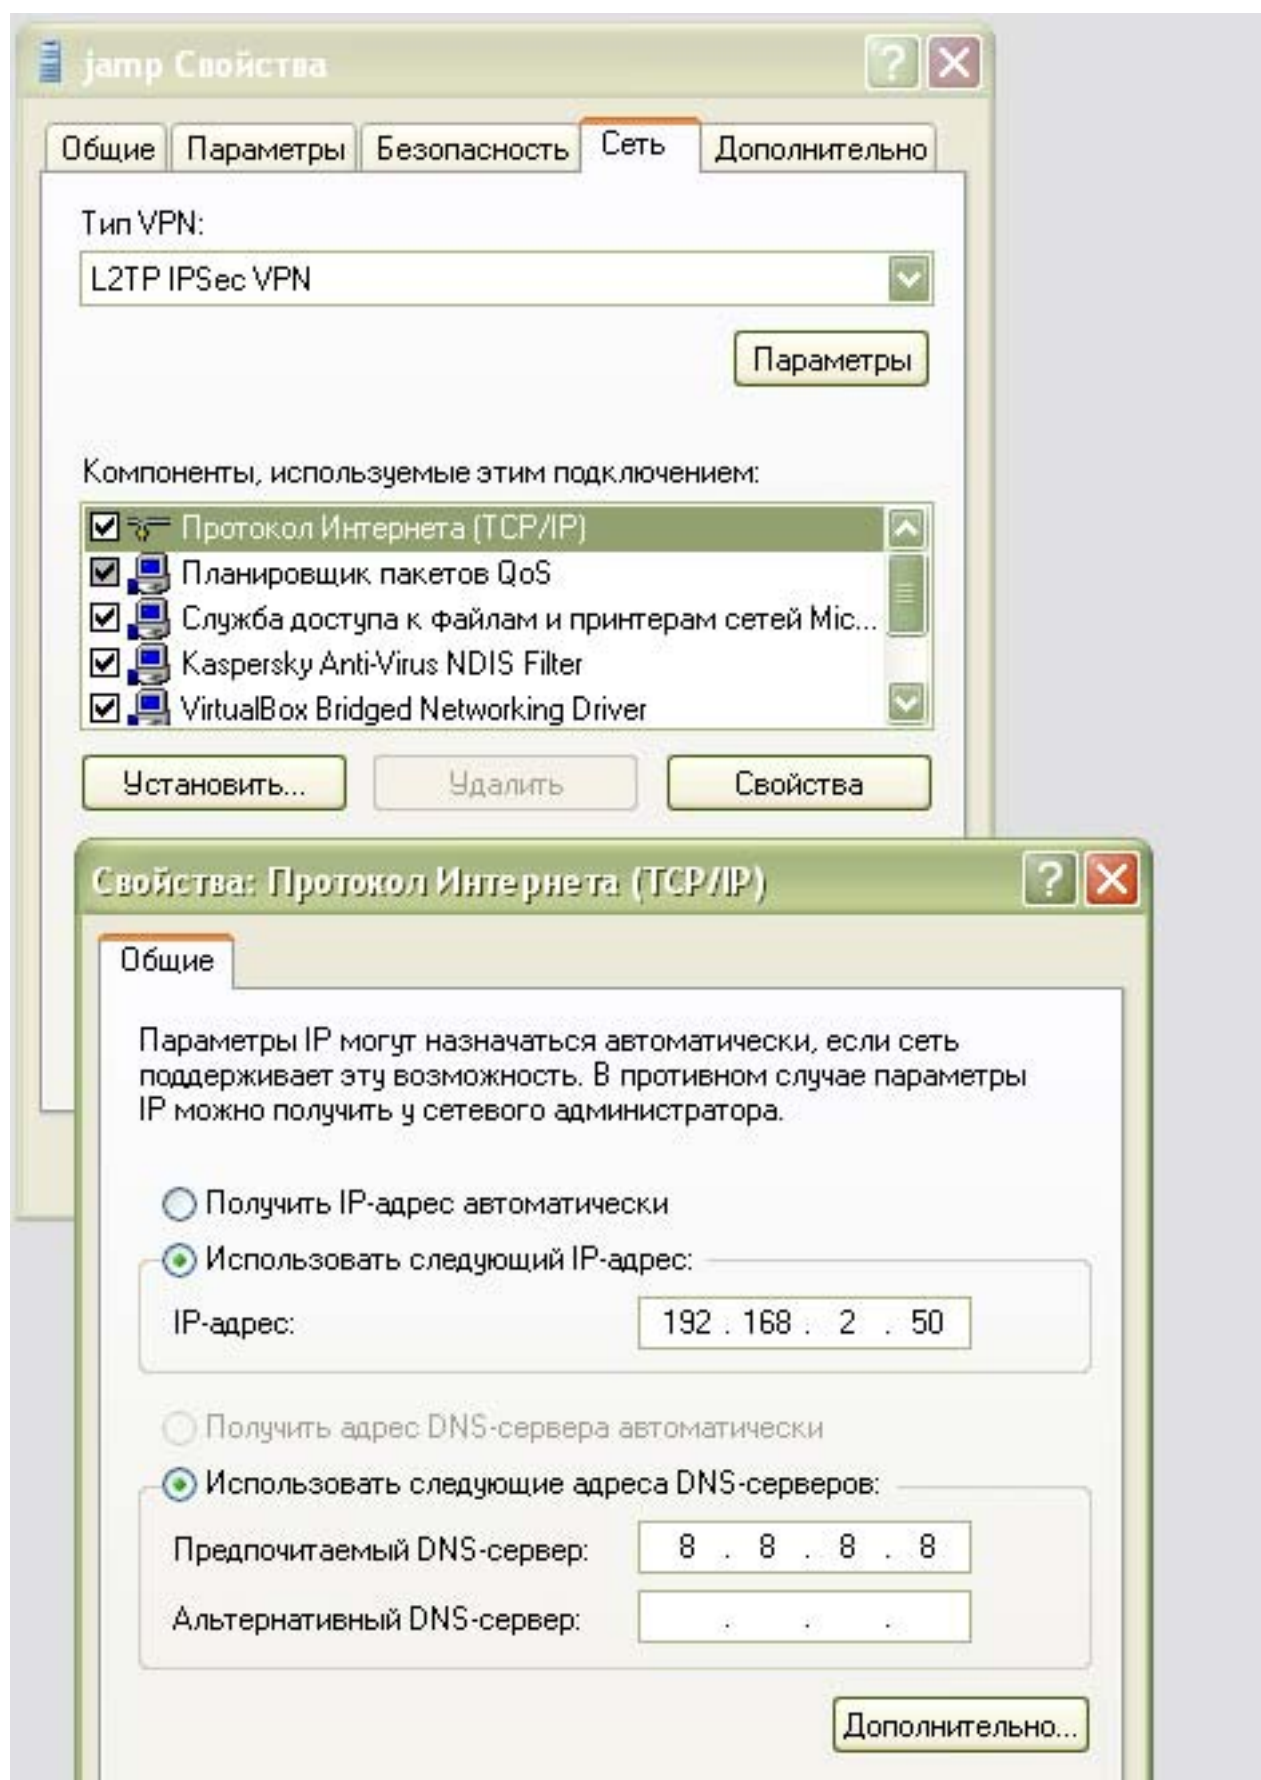 jamp Свойства
Общие Параметры Безопасность Сеть Дополнительно
Тип VPN:
L2TP IPSec VPN
Параметры
Компоненты, используемые этим подключением:
Протокол Интернета (TCP/IP)
Планировщик пакетов QoS
Служба доступа к файлам и принтерам сетей Mic...
Kaspersky Anti-Virus NDIS Filter
VirtualBox Bridged Networking Driver
Установить... Удалить Свойства
Свойства: Протокол Интернета (TCP/IP)
Общие
Параметры IP могут назначаться автоматически, если сеть
поддерживает эту возможность. В противном случае параметры
IP можно получить у сетевого администратора.
Получить IP-адрес автоматически
Использовать следующий IP-адрес:
IP-адрес: 192 . 168 . 2 . 50
Получить адрес DNS-сервера автоматически
Использовать следующие адреса DNS-серверов:
Предпочитаемый DNS-сервер: 8 . 8 . 8 . 8
Альтернативный DNS-сервер: . . .
Дополнительно...